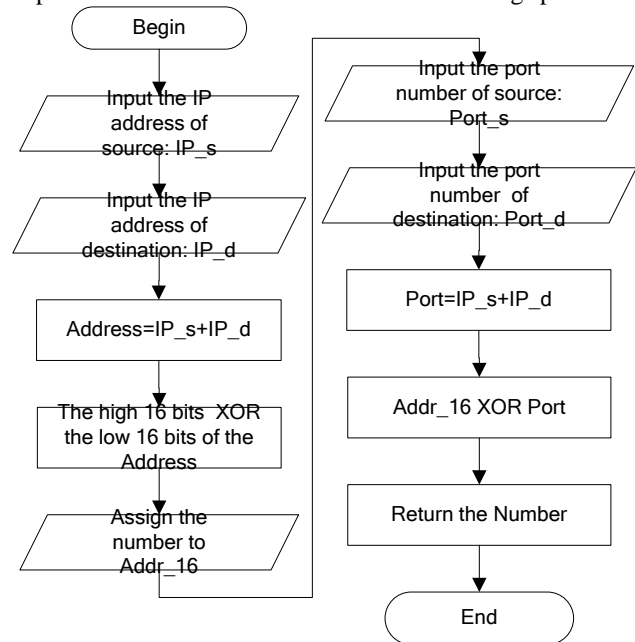 Begin
Input the IP
address of
source: IP_s
Input the IP
address of
destination: IP_d
Address=IP_s+IP_d
The high 16 bits XOR
the low 16 bits of the
Address
Assign the
number to
Addr_16
Input the port
number of source:
Port_s
Input the port
number of
destination: Port_d
Port=IP_s+IP_d
Addr_16 XOR Port
Return the Number
End